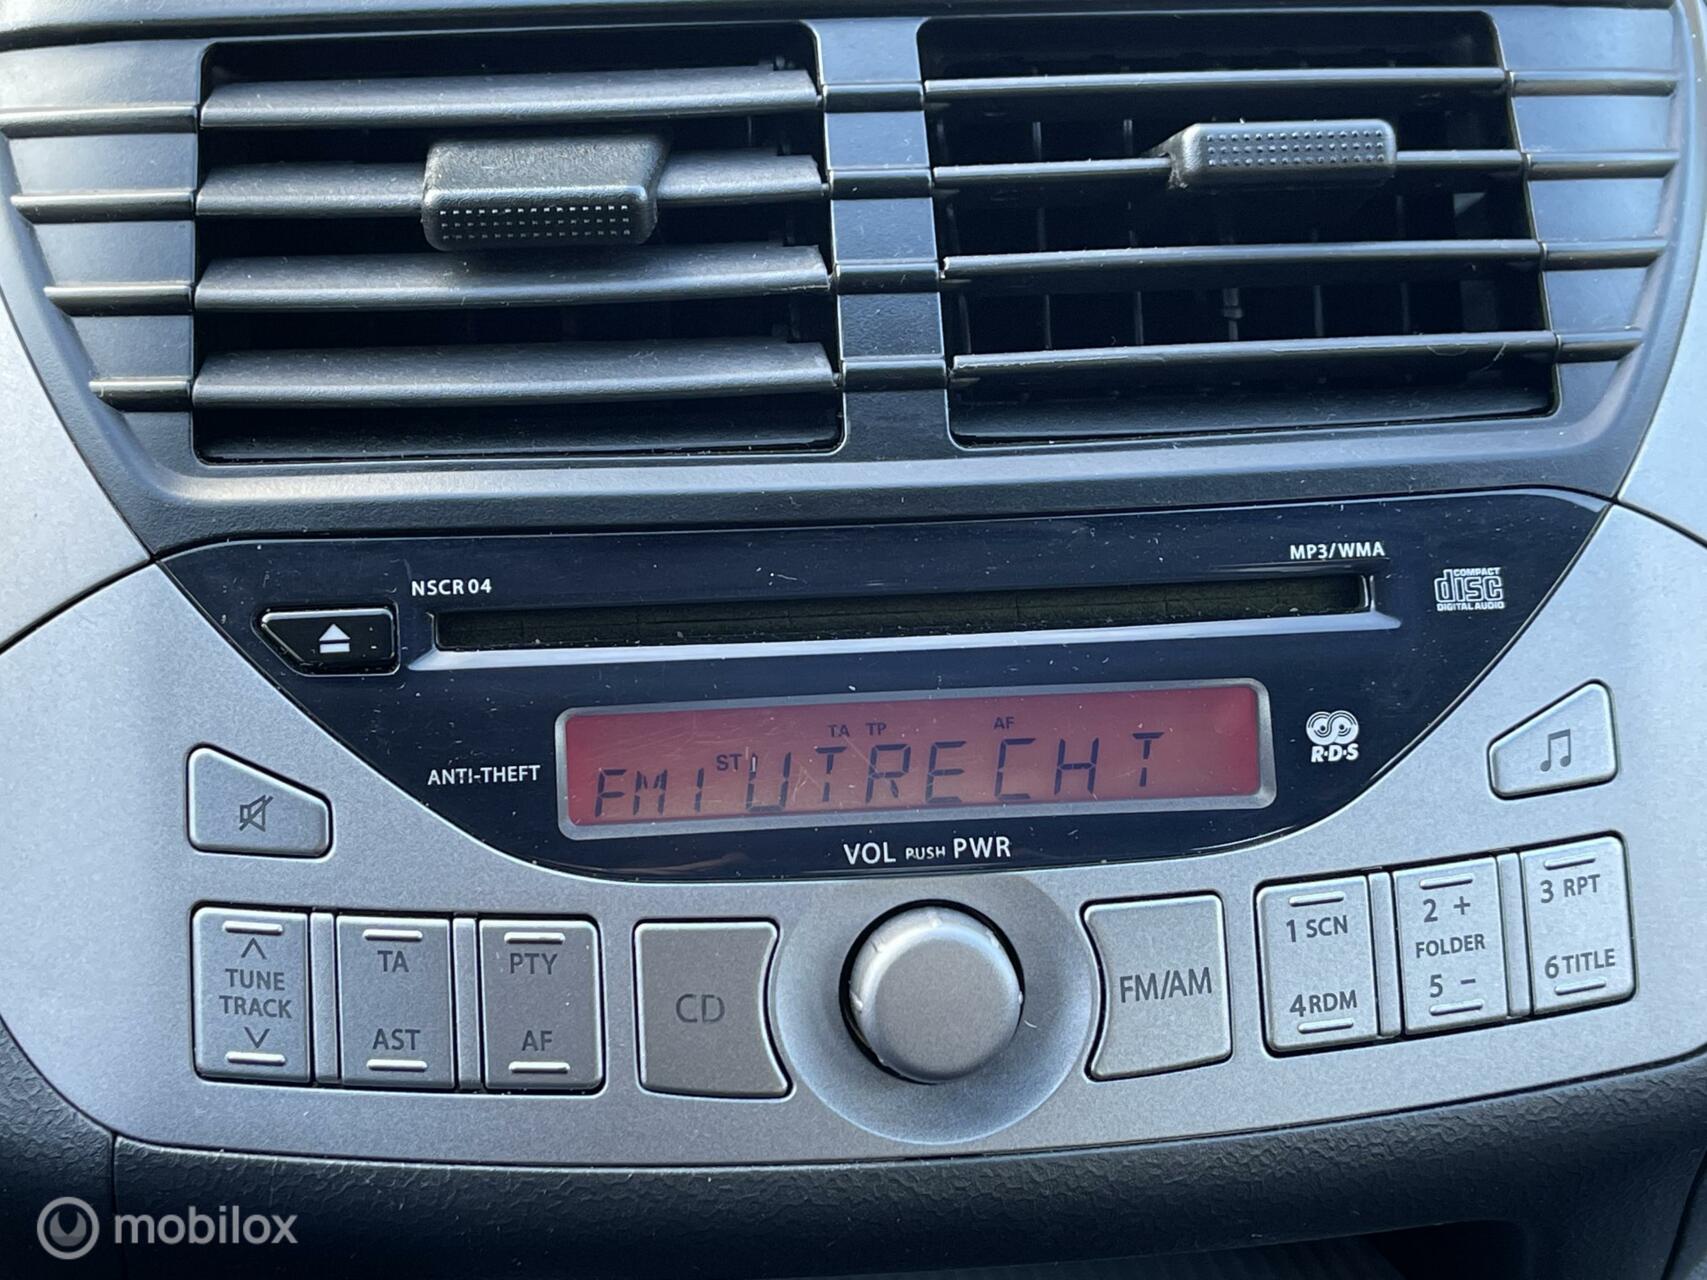 NSCR04
MP3/WMA
COMPACT
disc
DIGITAL AUDIO
TA TP AF
ANTI-THEFT
FM1 ST UTRECHT
R·D·S
VOL PUSH PWR
TUNE
TRACK
TA
AST
PTY
AF
CD
FM/AM
1 SCN
4 RDM
2 +
FOLDER
5 -
3 RPT
6 TITLE
mobilox